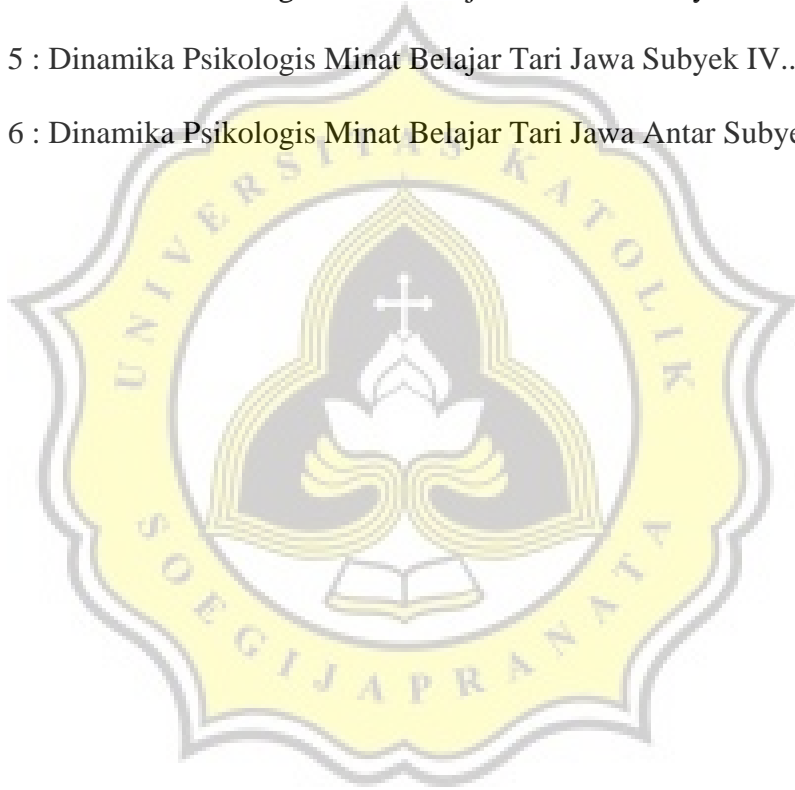 5 : Dinamika Psikologis Minat Belajar Tari Jawa Subyek IV..
6 : Dinamika Psikologis Minat Belajar Tari Jawa Antar
UNIVERSITAS KATOLIK
SOEGIJAPRANATA